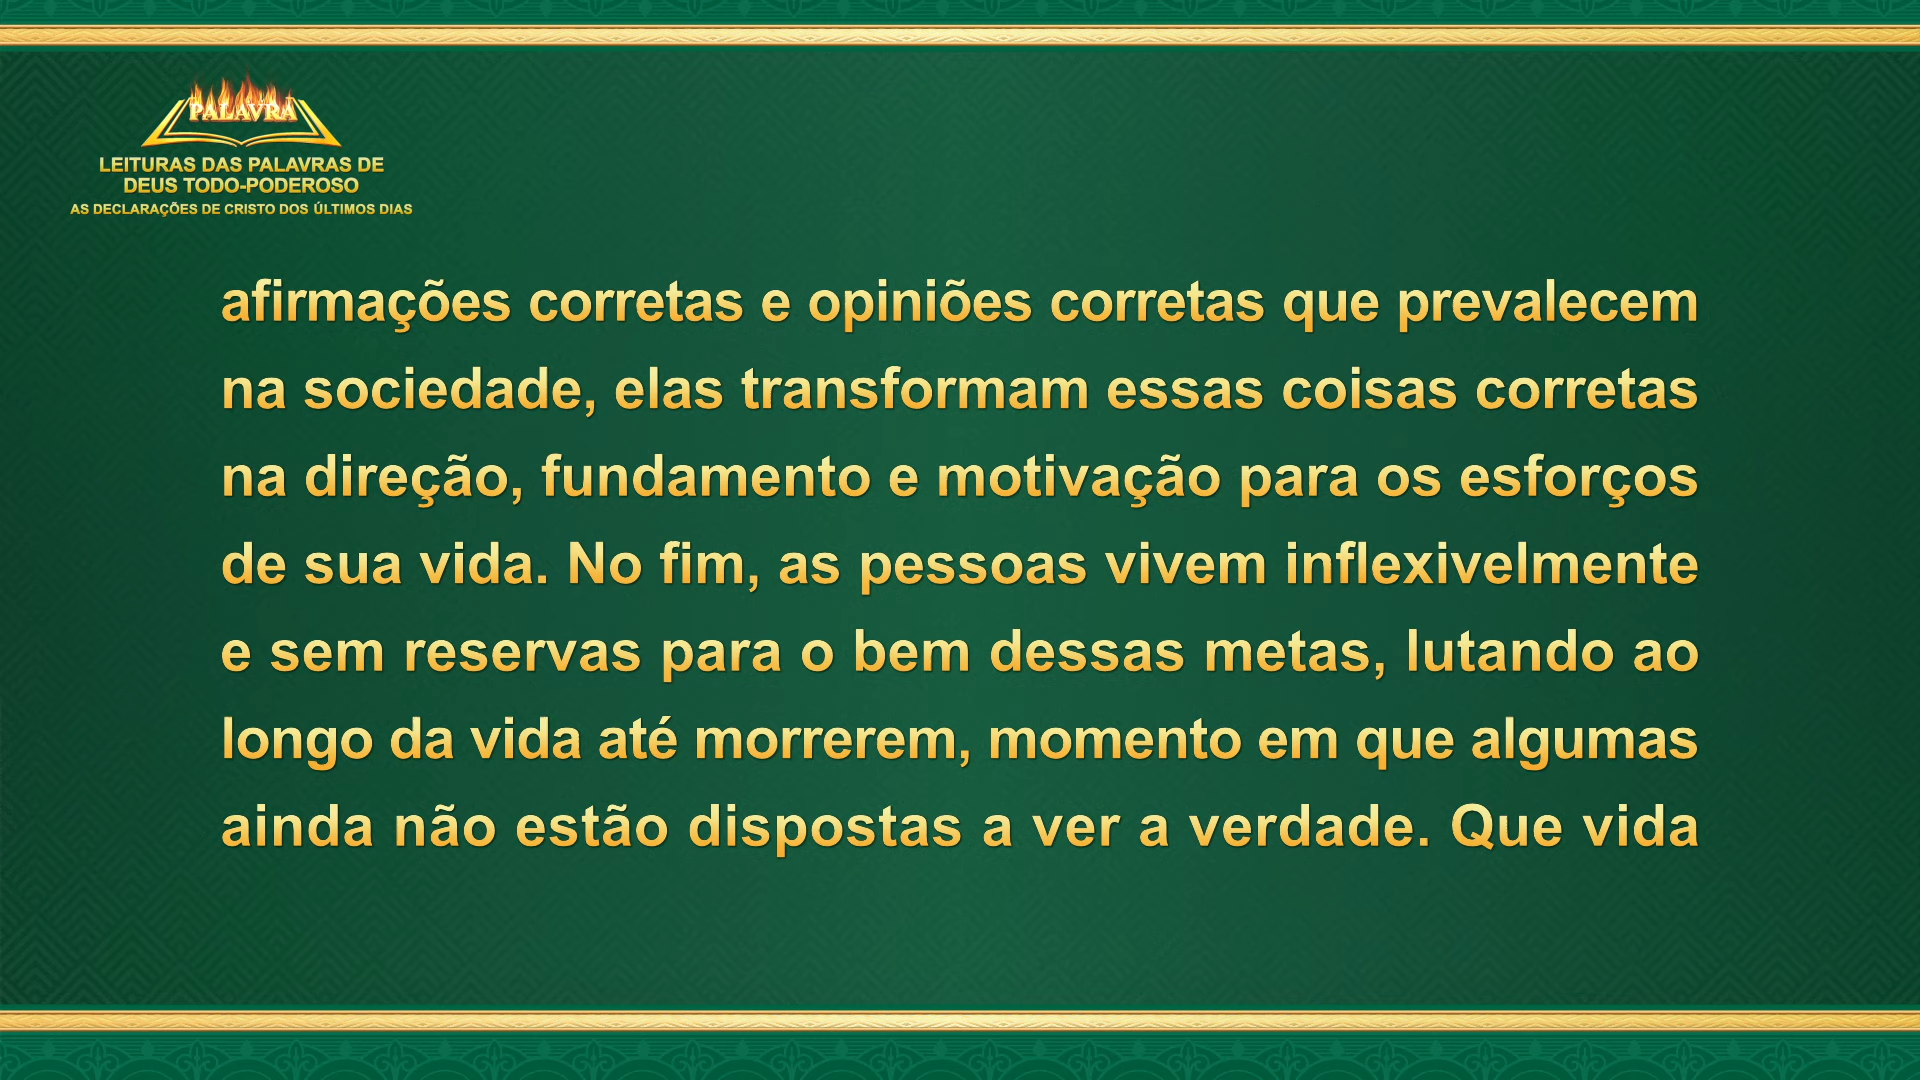 PALAVRA
LEITURAS DAS PALAVRAS DE
DEUS TODO-PODEROSO
AS DECLARAÇÕES DE CRISTO DOS ÚLTIMOS DIAS
afirmações corretas e opiniões corretas que prevalecem
na sociedade, elas transformam essas coisas corretas
na direção, fundamento e motivação para os esforços
de sua vida. No fim, as pessoas vivem inflexivelmente
e sem reservas para o bem dessas metas, lutando ao
longo da vida até morrerem, momento em que algumas
ainda não estão dispostas a ver a verdade. Que vida